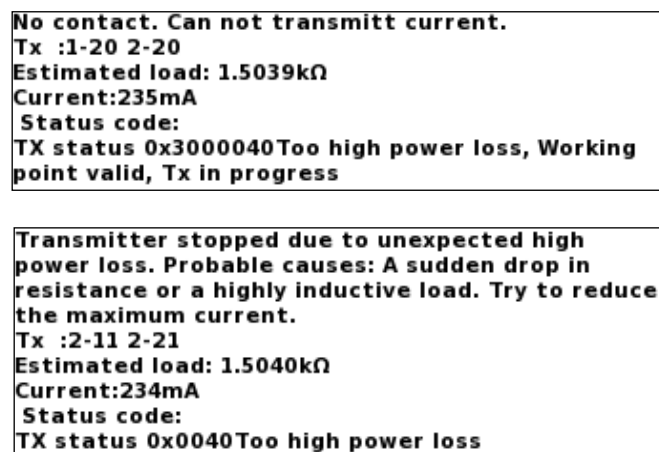 No contact. Can not transmitt current.
Tx :1-20 2-20
Estimated load: 1.5039kΩ
Current:235mA
Status code:
TX status 0x3000040Too high power loss, Working
point valid, Tx in progress
Transmitter stopped due to unexpected high
power loss. Probable causes: A sudden drop in
resistance or a highly inductive load. Try to reduce
the maximum current.
Tx :2-11 2-21
Estimated load: 1.5040kΩ
Current:234mA
Status code:
TX status 0x0040Too high power loss